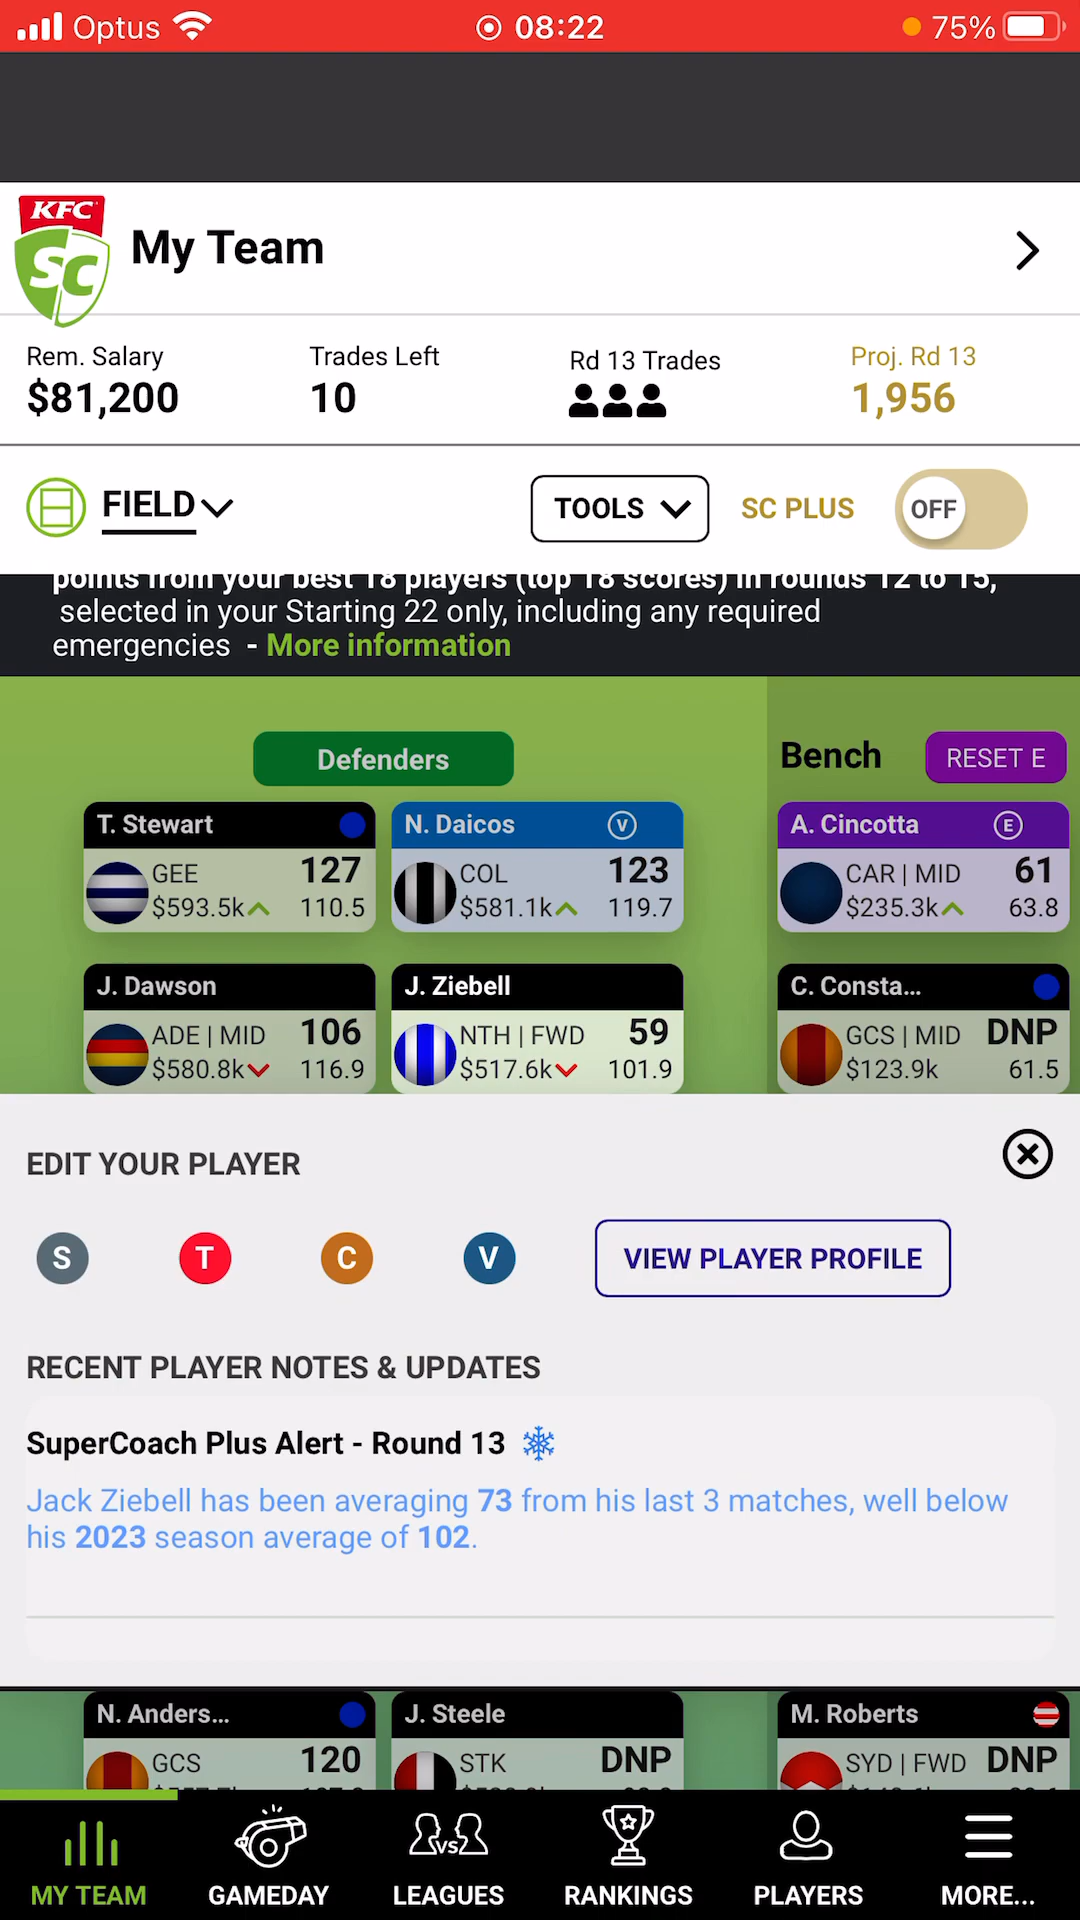 Optus 08:22 75%
KFC
SC
My Team
Rem. Salary Trades Left Rd 13 Trades Proj. Rd 13
$81,200 10 1,956
FIELD TOOLS SC PLUS OFF
points from your best 18 players (top 18 scores) in rounds 12 to 15,
selected in your Starting 22 only, including any required
emergencies - More information
Defenders Bench RESET E
T. Stewart N. Daicos V A. Cincotta E
GEE 127 COL 123 CAR | MID 61
$593.5k 110.5 $581.1k 119.7 $235.3k 63.8
J. Dawson J. Ziebell C. Consta...
ADE | MID 106 NTH | FWD 59 GCS | MID DNP
$580.8k 116.9 $517.6k 101.9 $123.9k 61.5
EDIT YOUR PLAYER
S T C V VIEW PLAYER PROFILE
RECENT PLAYER NOTES & UPDATES
SuperCoach Plus Alert - Round 13
Jack Ziebell has been averaging 73 from his last 3 matches, well below
his 2023 season average of 102.
N. Anders... J. Steele M. Roberts
GCS 120 STK DNP SYD | FWD DNP
VS
MY TEAM GAMEDAY LEAGUES RANKINGS PLAYERS MORE...